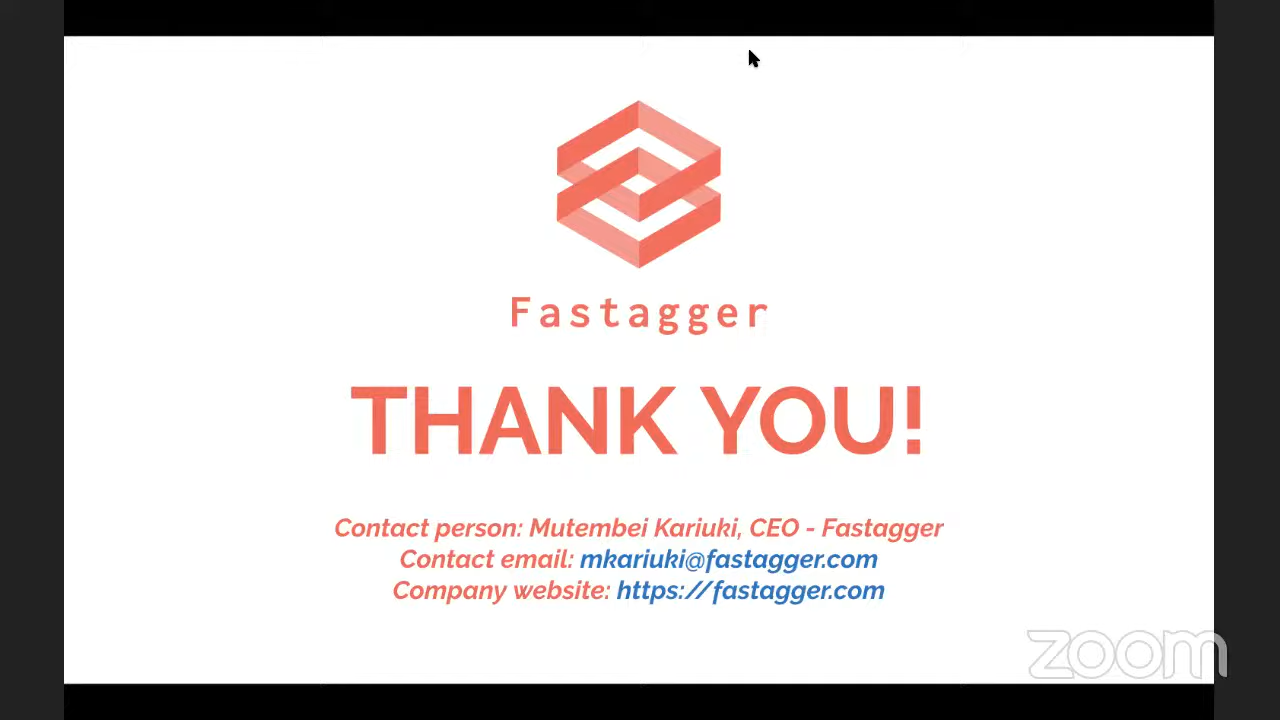 Fastagger
THANK YOU!
Contact person: Mutembei Kariuki, CEO - Fastagger
Contact email: mkariuki@fastagger.com
Company website: https://fastagger.com
zoom